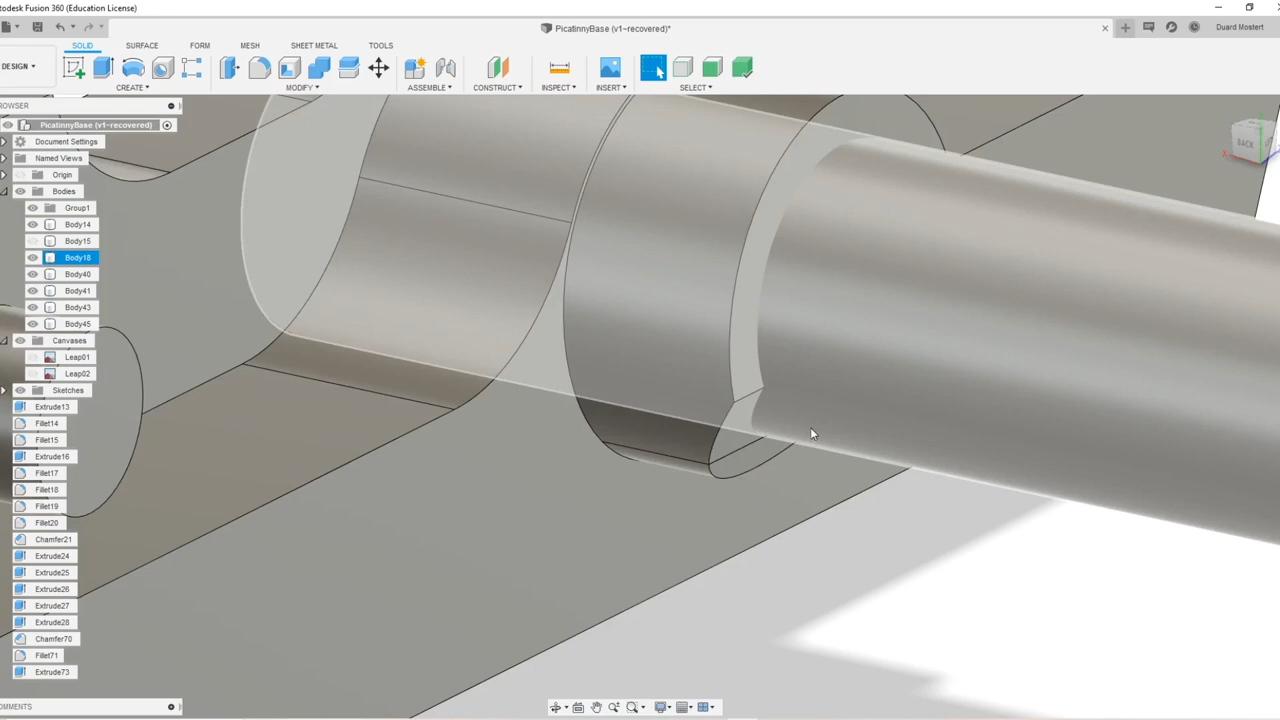 utodesk Fusion 360 (Education License)
PicatinnyBase (v1~recovered)*
Duard Mostert
SOLID SURFACE FORM MESH SHEET METAL TOOLS
DESIGN
CREATE MODIFY ASSEMBLE CONSTRUCT INSPECT INSERT SELECT
BROWSER
PicatinnyBase (v1~recovered)
Document Settings
Named Views
Origin
Bodies
Group1
Body14
Body15
Body18
Body40
Body41
Body43
Body45
Canvases
Leap01
Leap02
Sketches
Extrude13
Fillet14
Fillet15
Extrude16
Fillet17
Fillet18
Fillet19
Fillet20
Chamfer21
Extrude24
Extrude25
Extrude26
Extrude27
Extrude28
Chamfer70
Fillet71
Extrude73
OMMENTS
BACK
X